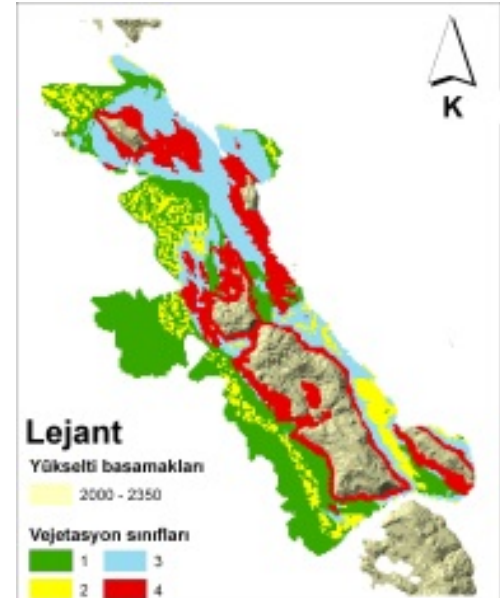 K
Lejant
Yükselti basamakları
2000 - 2350
Vejetasyon sınıfları
1 3
2 4